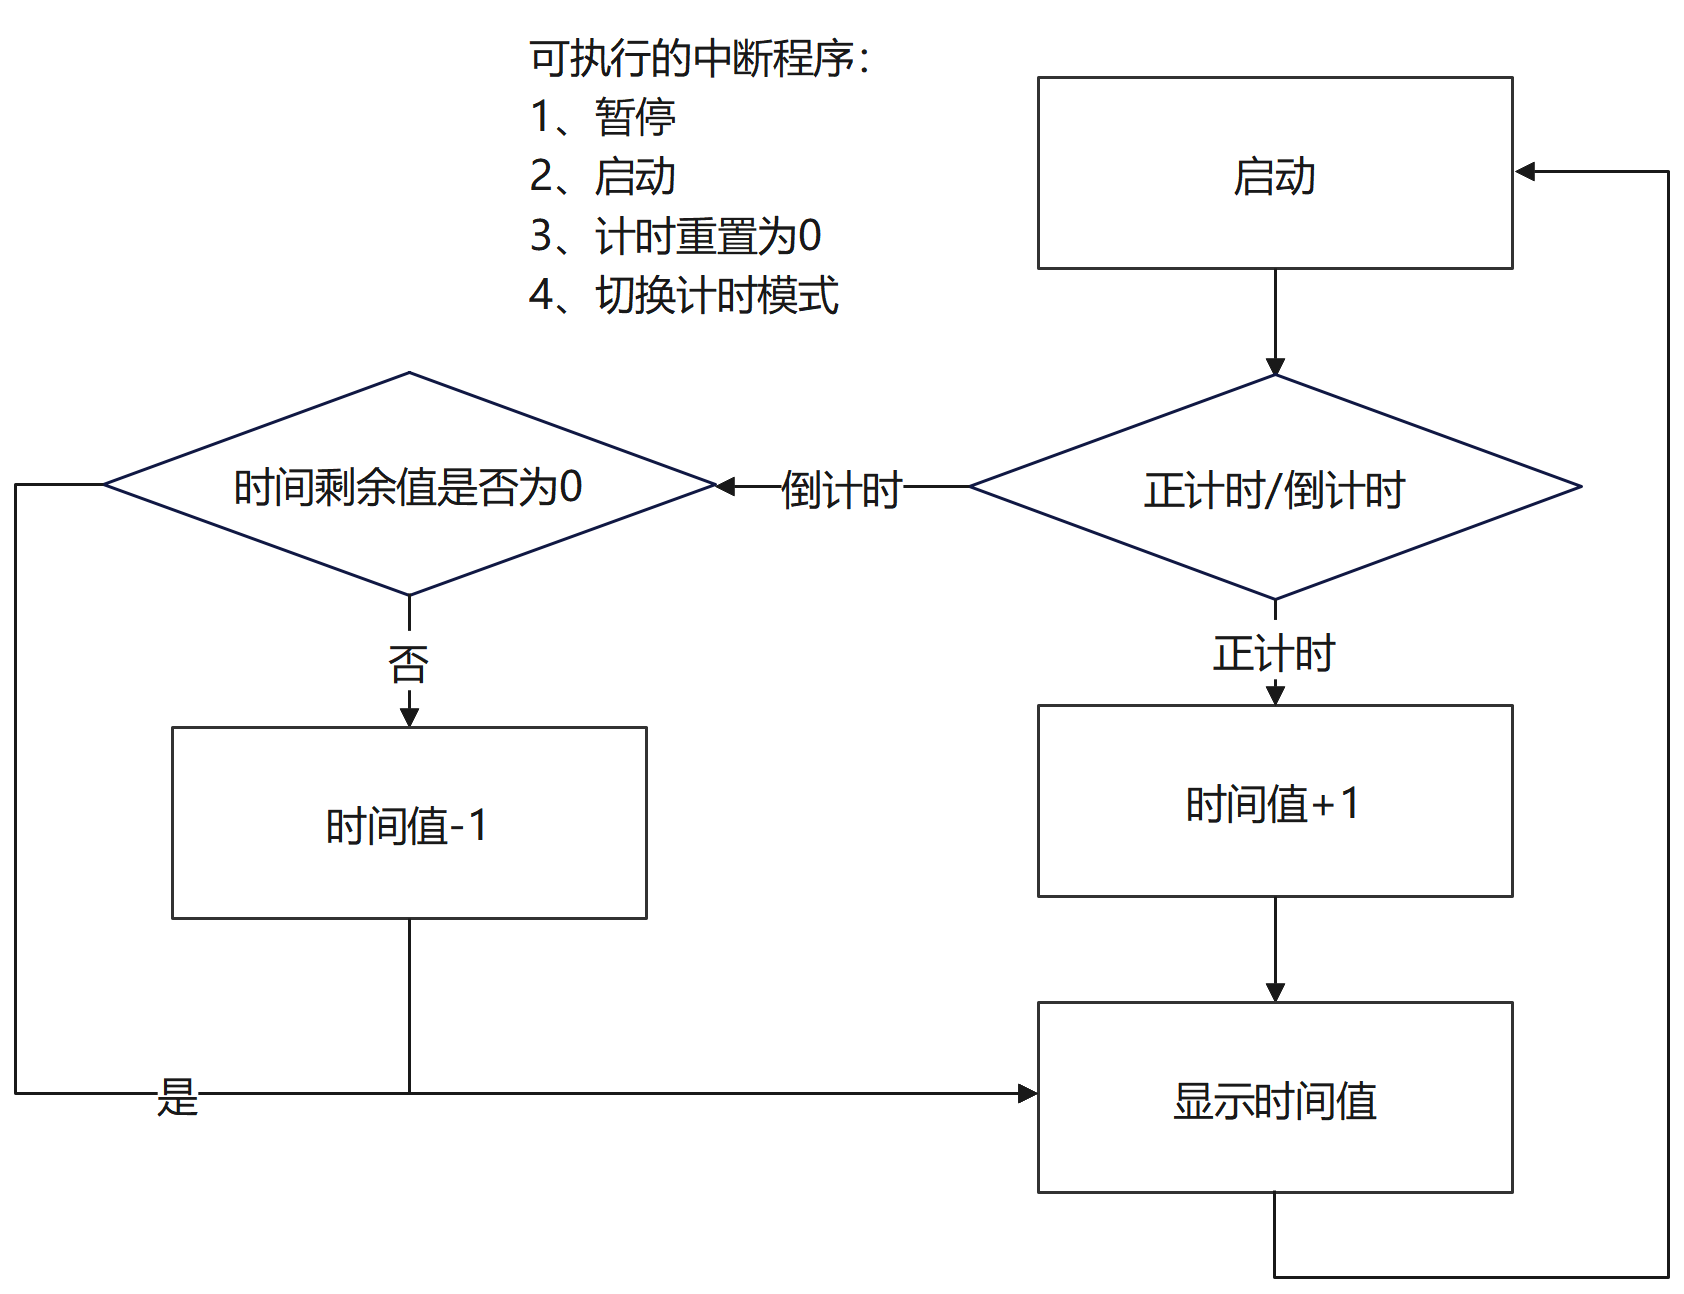 可执行的中断程序：
1、暂停
2、启动
3、计时重置为0
4、切换计时模式
启动
时间剩余值是否为0
倒计时
正计时/倒计时
否
正计时
时间值-1
时间值+1
是
显示时间值